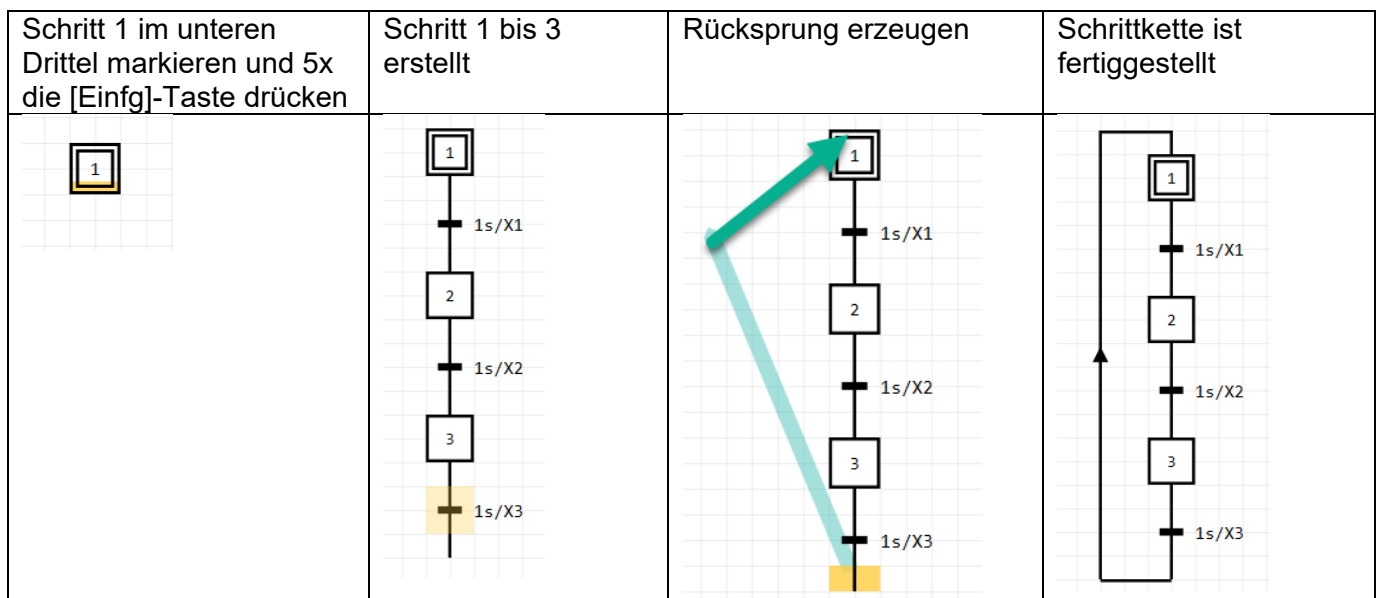 Schritt 1 im unteren
Drittel markieren und 5x
die [Einfg]-Taste drücken
Schritt 1 bis 3
erstellt
Rücksprung erzeugen
Schrittkette ist
fertiggestellt
1
1
1s/X1
2
1s/X2
3
1s/X3
1
1s/X1
2
1s/X2
3
1s/X3
1
1s/X1
2
1s/X2
3
1s/X3